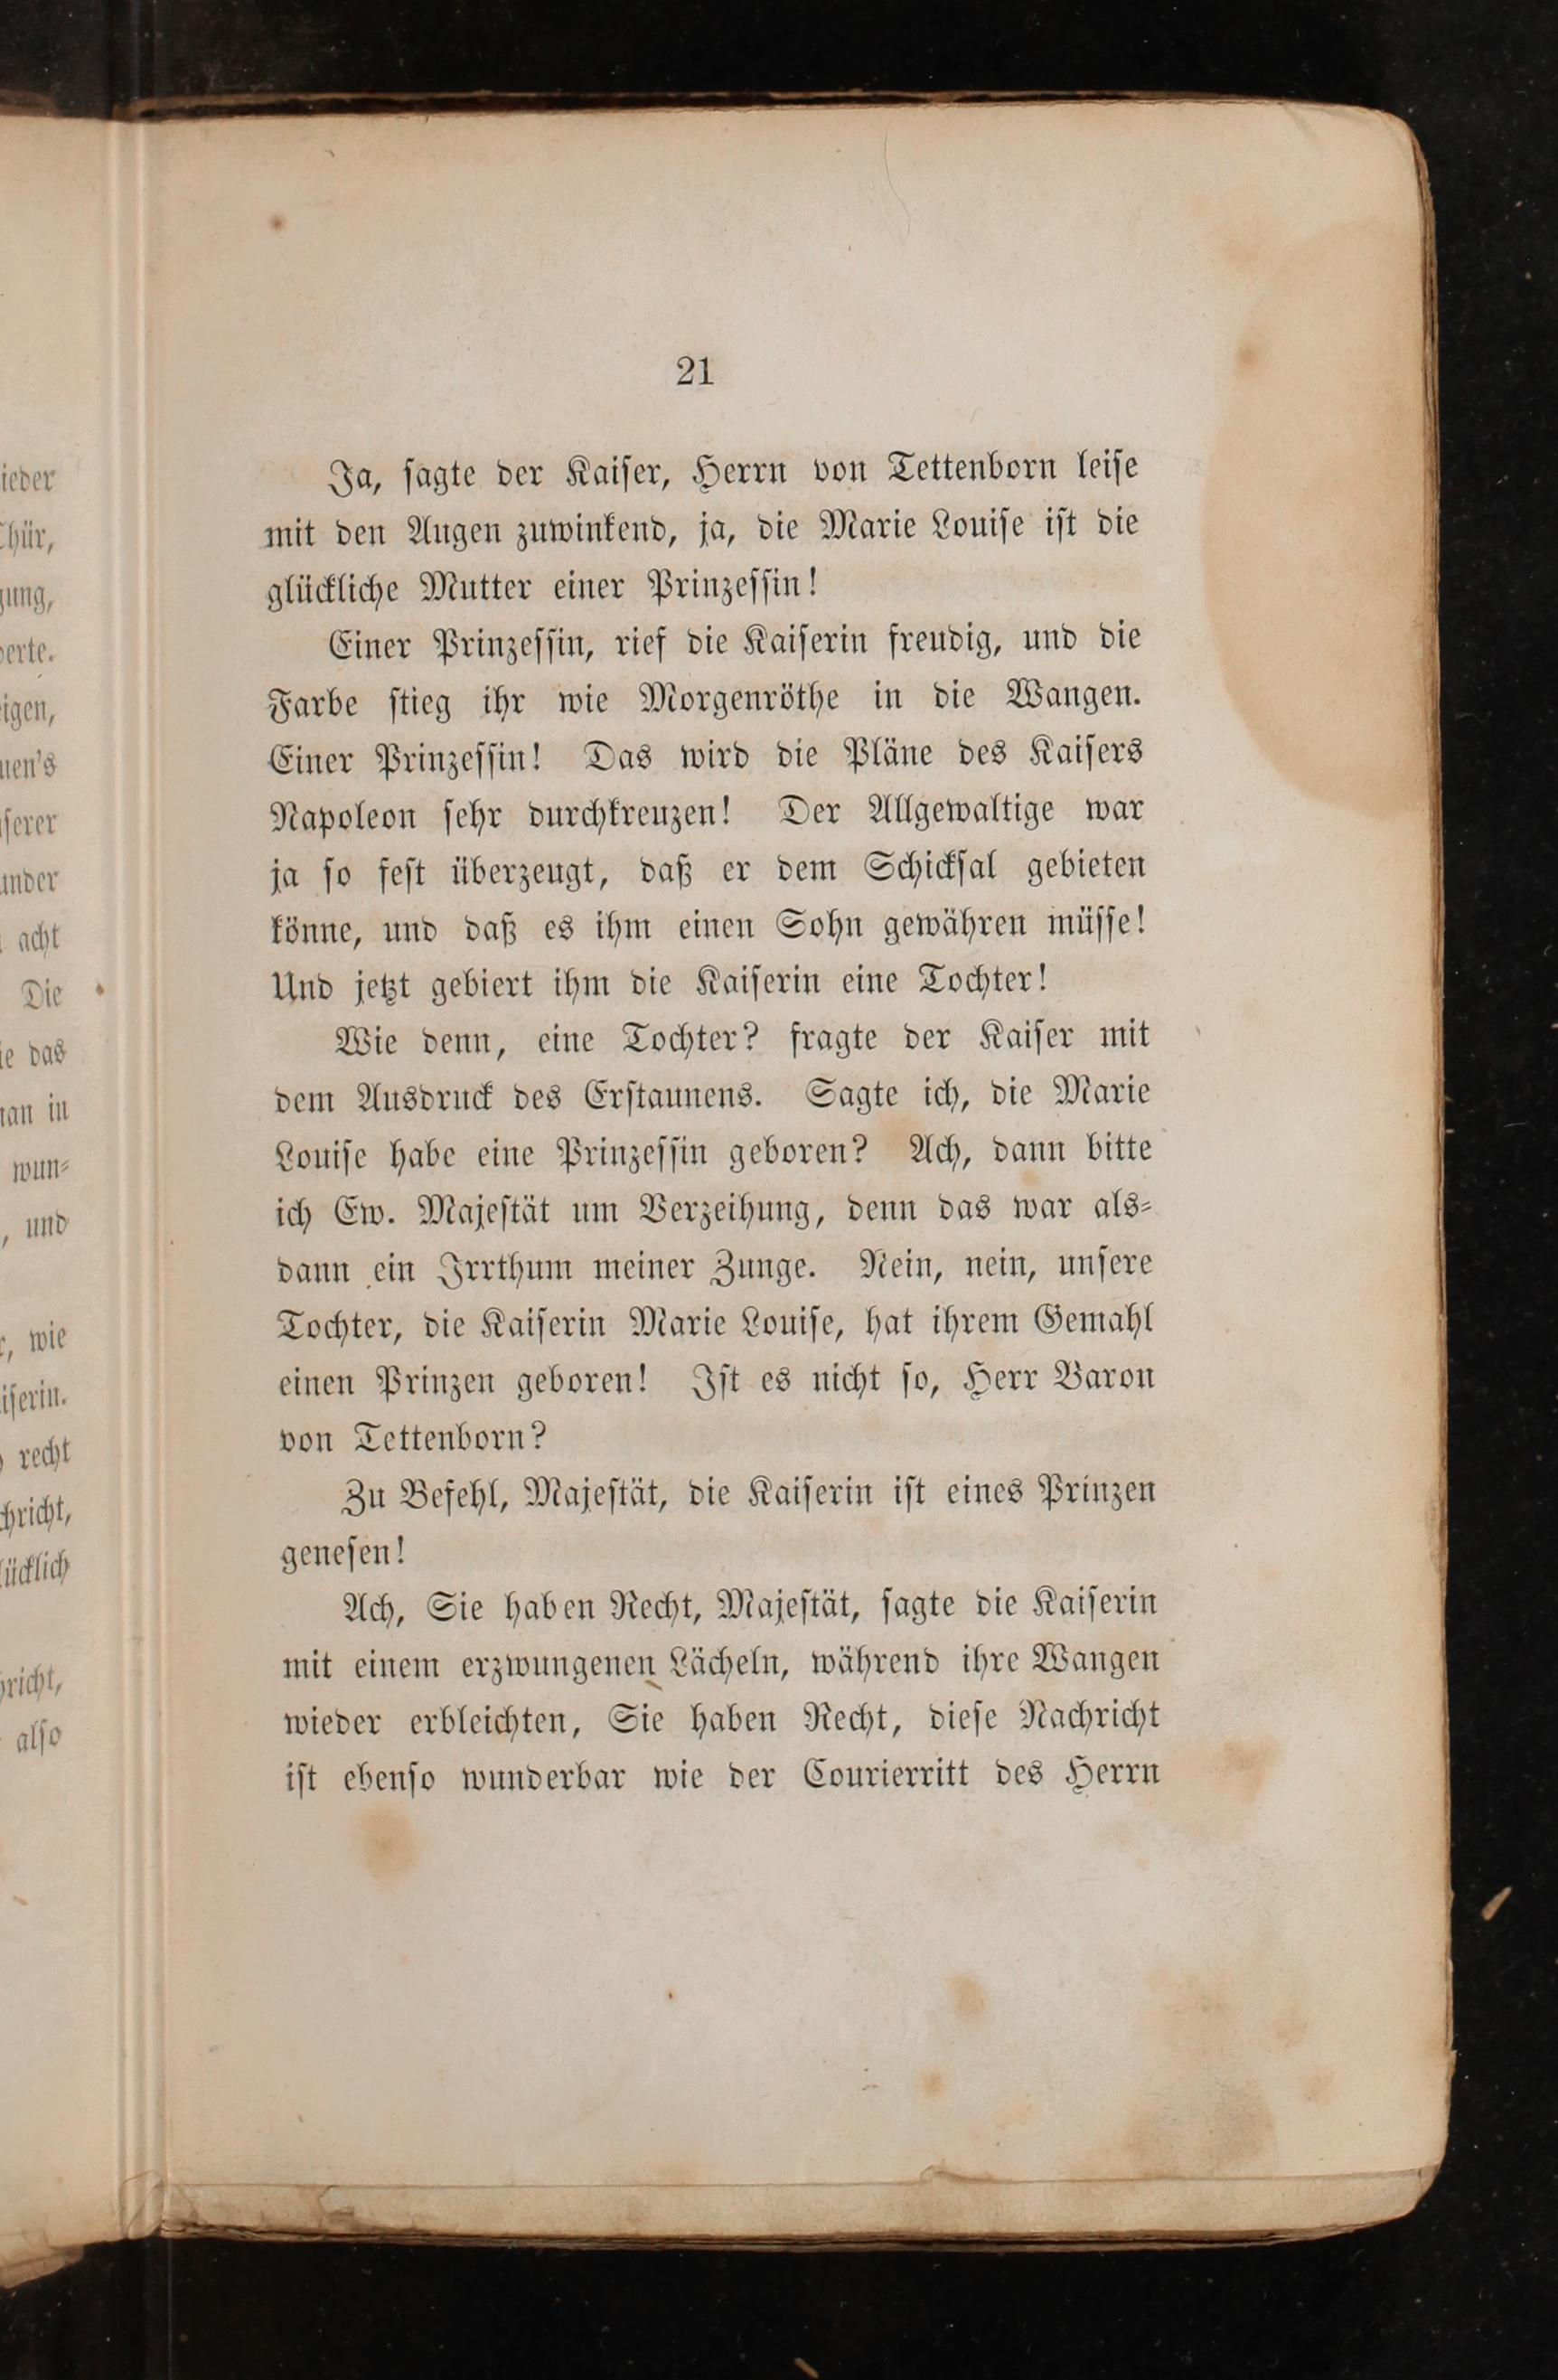 21
Ja, sagte der Kaiser, Herrn von Tettenborn leise
mit den Augen zuwinkend, ja, die Marie Louise ist die
glückliche Mutter einer Prinzessin!
Einer Prinzessin, rief die Kaiserin freudig, und die
Farbe stieg ihr wie Morgenröthe in die Wangen.
Einer Prinzessin! Das wird die Pläne des Kaisers
Napoleon sehr durchkreuzen! Der Allgewaltige war
ja so fest überzeugt, daß er dem Schicksal gebieten
könne, und daß es ihm einen Sohn gewähren müsse!
Und jetzt gebiert ihm die Kaiserin eine Tochter!
Wie denn, eine Tochter? fragte der Kaiser mit
dem Ausdruck des Erstaunens. Sagte ich, die Marie
Louise habe eine Prinzessin geboren? Ach, dann bitte
ich Ew. Majestät um Verzeihung, denn das war als-
dann ein Irrthum meiner Zunge. Nein, nein, unsere
Tochter, die Kaiserin Marie Louise, hat ihrem Gemahl
einen Prinzen geboren! Ist es nicht so, Herr Baron
von Tettenborn?
Zu Befehl, Majestät, die Kaiserin ist eines Prinzen
genesen!
Ach, Sie haben Recht, Majestät, sagte die Kaiserin
mit einem erzwungenen Lächeln, während ihre Wangen
wieder erbleichten, Sie haben Recht, diese Nachricht
ist ebenso wunderbar wie der Courierritt des Herrn